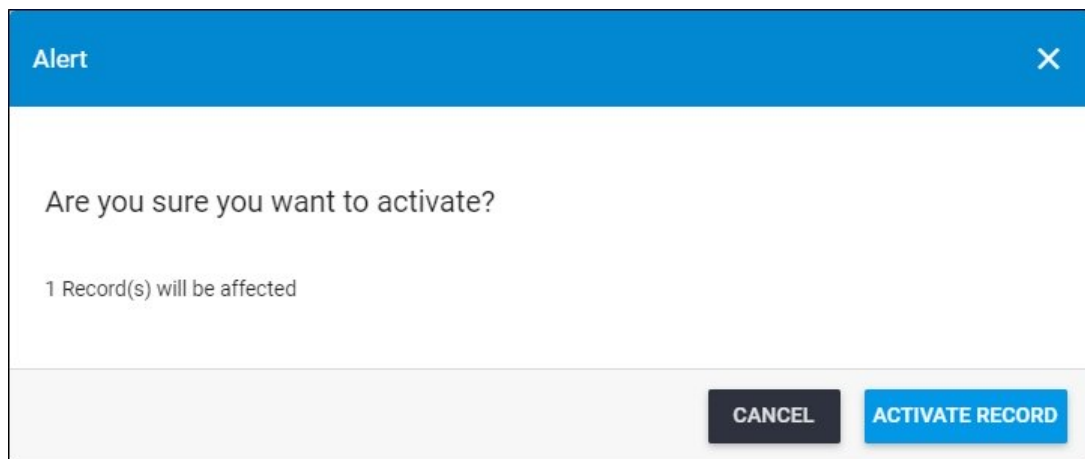 Alert
Are you sure you want to activate?
1 Record(s) will be affected
CANCEL
ACTIVATE RECORD